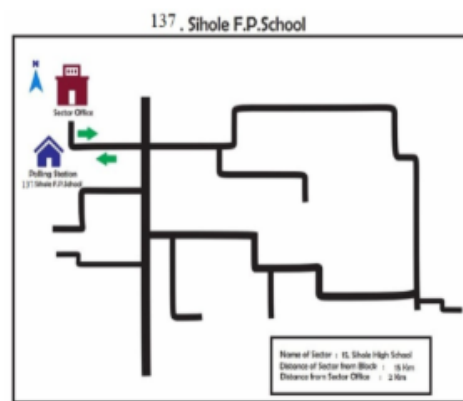 137 . Sihole F.P.School
N
Sector Office
Polling Station
137 Sihole F.P.School
Name of Sector : 15. Sihole High School
Distance of Sector from Block : 15 Km
Distance from Sector Office : 2 Kms